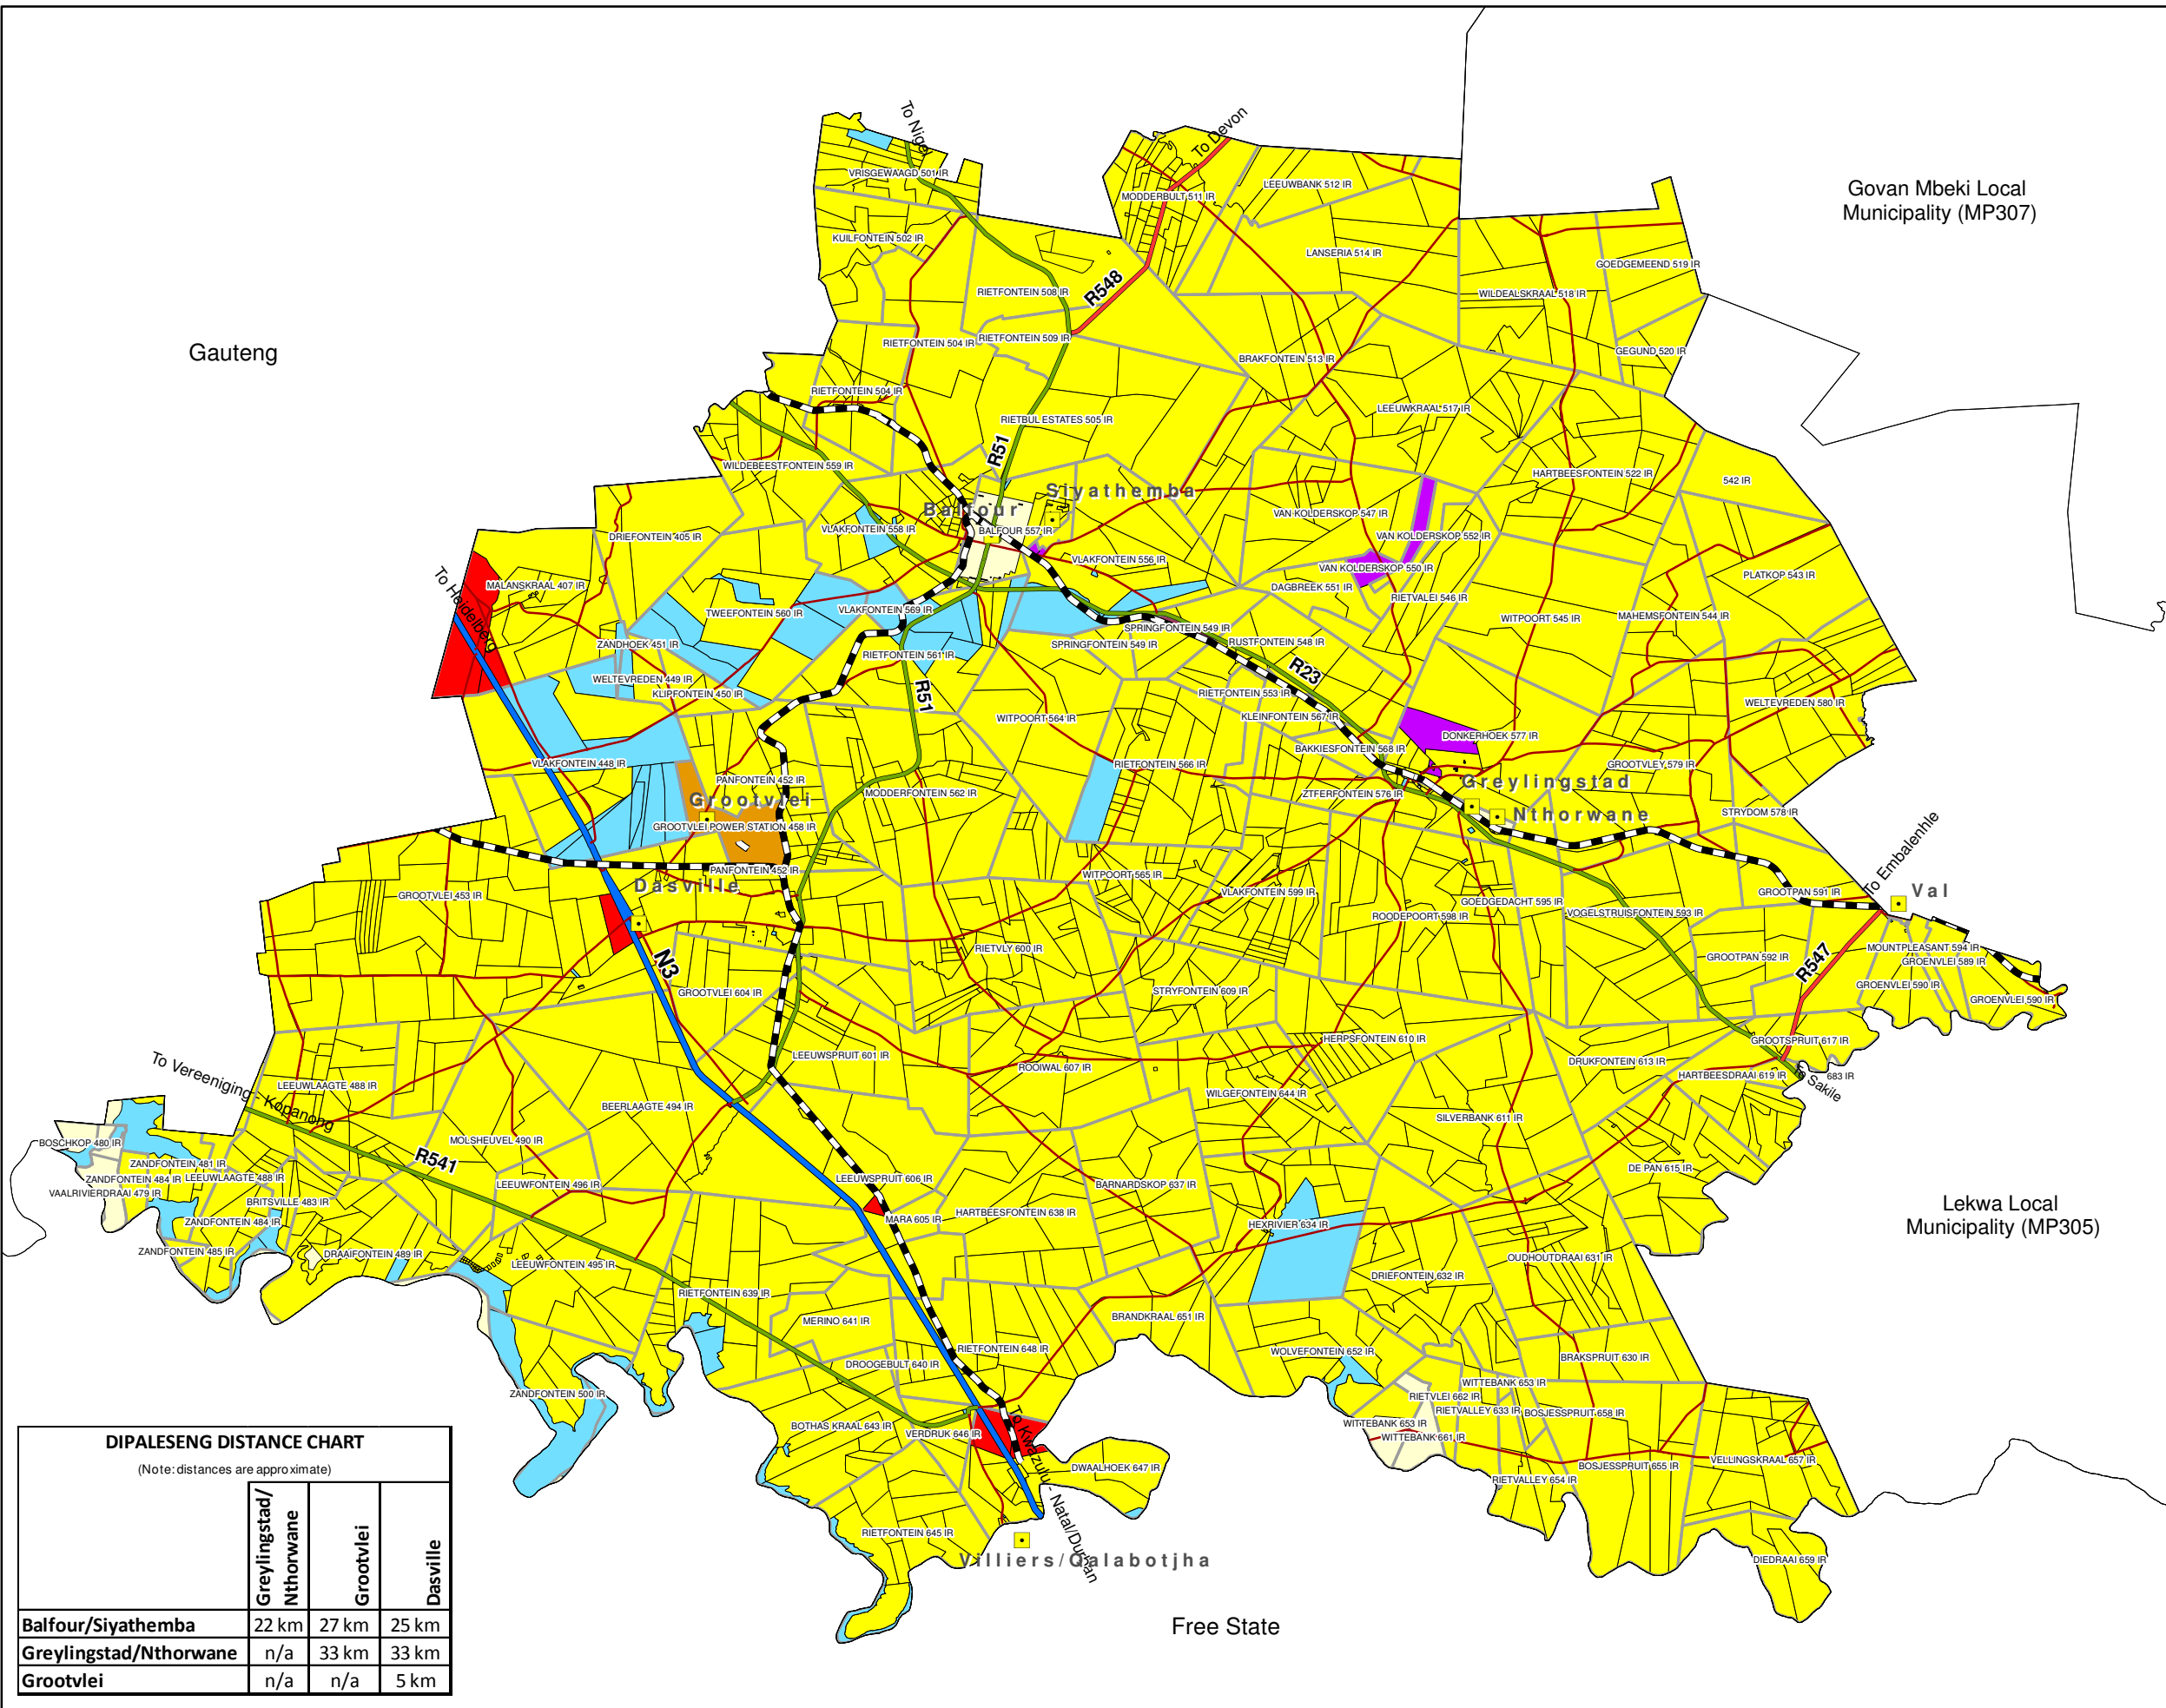 To Nigel
To Devon
VRISGEWAAGD 501 IR
MODDERBULT 511 IR
LEEUWBANK 512 IR
Govan Mbeki Local
Municipality (MP307)
KUILFONTEIN 502 IR
LANSERIA 514 IR
GOEDGEMEEND 519 IR
RIETFONTEIN 508 IR
R548
WILDEALSKRAAL 518 IR
Gauteng
RIETFONTEIN 504 IR
RIETFONTEIN 509 IR
BRAKFONTEIN 513 IR
GEGUND 520 IR
RIETFONTEIN 504 IR
RIETBUL ESTATES 505 IR
LEEUWKRAAL 517 IR
R51
WILDEBEESTFONTEIN 559 IR
HARTBEESFONTEIN 522 IR
542 IR
Siyathemba
Balfour
VLAKFONTEIN 558 IR
BALFOUR 557 IR
VAN KOLDERSKOP 547 IR
DRIEFONTEIN 405 IR
VAN KOLDERSKOP 552 IR
VLAKFONTEIN 556 IR
VAN KOLDERSKOP 550 IR
PLATKOP 543 IR
To Heidelberg
MALANSKRAAL 407 IR
DAGBREEK 551 IR
RIETVALEI 546 IR
TWEEFONTEIN 560 IR
VLAKFONTEIN 569 IR
WITPOORT 545 IR
MAHEMSFONTEIN 544 IR
SPRINGFONTEIN 549 IR
ZANDHOEK 451 IR
SPRINGFONTEIN 549 IR
RUSTFONTEIN 548 IR
RIETFONTEIN 561 IR
R23
WELTEVREDEN 449 IR
KLIPFONTEIN 450 IR
R51
RIETFONTEIN 553 IR
WELTEVREDEN 580 IR
WITPOORT 564 IR
KLEINFONTEIN 567 IR
DONKERHOEK 577 IR
BAKKIESFONTEIN 568 IR
VLAKFONTEIN 448 IR
RIETFONTEIN 566 IR
GROOTVLEY 579 IR
PANFONTEIN 452 IR
Greylingstad
Grootvlei
MODDERFONTEIN 562 IR
ZTFERFONTEIN 576 IR
STRYDOM 578 IR
Nthorwane
GROOTVLEI POWER STATION 458 IR
To Embalenhle
PANFONTEIN 452 IR
WITPOORT 565 IR
Dasville
GROOTVLEI 453 IR
VLAKFONTEIN 599 IR
GROOTPAN 591 IR
Val
GOEDGEDACHT 595 IR
ROODEPOORT 598 IR
VOGELSTRUISFONTEIN 593 IR
RIETVLY 600 IR
MOUNTPLEASANT 594 IR
GROOTPAN 592 IR
R547
GROENVLEI 589 IR
N3
GROOTVLEI 604 IR
STRYFONTEIN 609 IR
GROENVLEI 590 IR
GROENVLEI 590 IR
HERPSFONTEIN 610 IR
GROOTSPRUIT 617 IR
LEEUWSPRUIT 601 IR
ROOIWAL 607 IR
DRUKFONTEIN 613 IR
To Vereeniging - Kopanong
LEEUWLAAGTE 488 IR
HARTBEESDRAAI 619 IR
683 IR
To Sakile
WILGEFONTEIN 644 IR
BEERLAAGTE 494 IR
SILVERBANK 611 IR
BOSCHKOP 480 IR
MOLSHEUVEL 490 IR
R541
ZANDFONTEIN 481 IR
DE PAN 615 IR
ZANDFONTEIN 484 IR
LEEUWLAAGTE 488 IR
LEEUWFONTEIN 496 IR
LEEUWSPRUIT 606 IR
BARNARDSKOP 637 IR
VAALRIVIERDRAAI 479 IR
BRITSVILLE 483 IR
Lekwa Local
Municipality (MP305)
HARTBEESFONTEIN 638 IR
MARA 605 IR
ZANDFONTEIN 484 IR
HEXRIVIER 634 IR
ZANDFONTEIN 485 IR
DRAAIFONTEIN 489 IR
LEEUWFONTEIN 495 IR
OUDHOUTDRAAI 631 IR
DRIEFONTEIN 632 IR
RIETFONTEIN 639 IR
MERINO 641 IR
BRANDKRAAL 651 IR
RIETFONTEIN 648 IR
WOLVEFONTEIN 652 IR
DROOGEBULT 640 IR
BRAKSPRUIT 630 IR
ZANDFONTEIN 500 IR
WITTEBANK 653 IR
RIETVLEI 662 IR
RIETVALLEY 633 IR
BOSJESSPRUIT 658 IR
WITTEBANK 653 IR
BOTHAS KRAAL 643 IR
VERDRUK 646 IR
WITTEBANK 661 IR
To Kwazulu - Natal/Durban
DWAALHOEK 647 IR
BOSJESSPRUIT 655 IR
VELLINGSKRAAL 657 IR
RIETVALLEY 654 IR
RIETFONTEIN 645 IR
Villiers/Qalabotjha
DIEDRAAI 659 IR
Free State
DIPALESENG DISTANCE CHART
(Note: distances are approximate)
Greylingstad/
Nthorwane
Grootvlei
Dasville
Balfour/Siyathemba 22 km 27 km 25 km
Greylingstad/Nthorwane n/a 33 km 33 km
Grootvlei n/a n/a 5 km